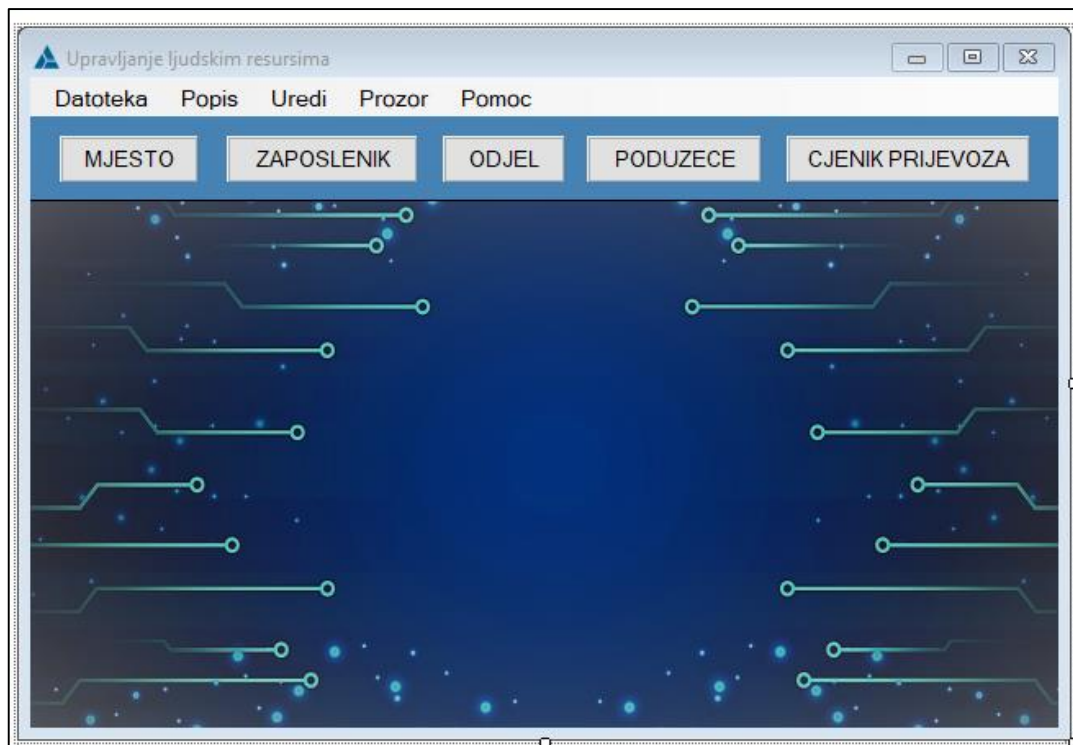 Upravljanje ljudskim resursima
Datoteka Popis Uredi Prozor Pomoc
MJESTO ZAPOSLENIK ODJEL PODUZECE CJENIK PRIJEVOZA